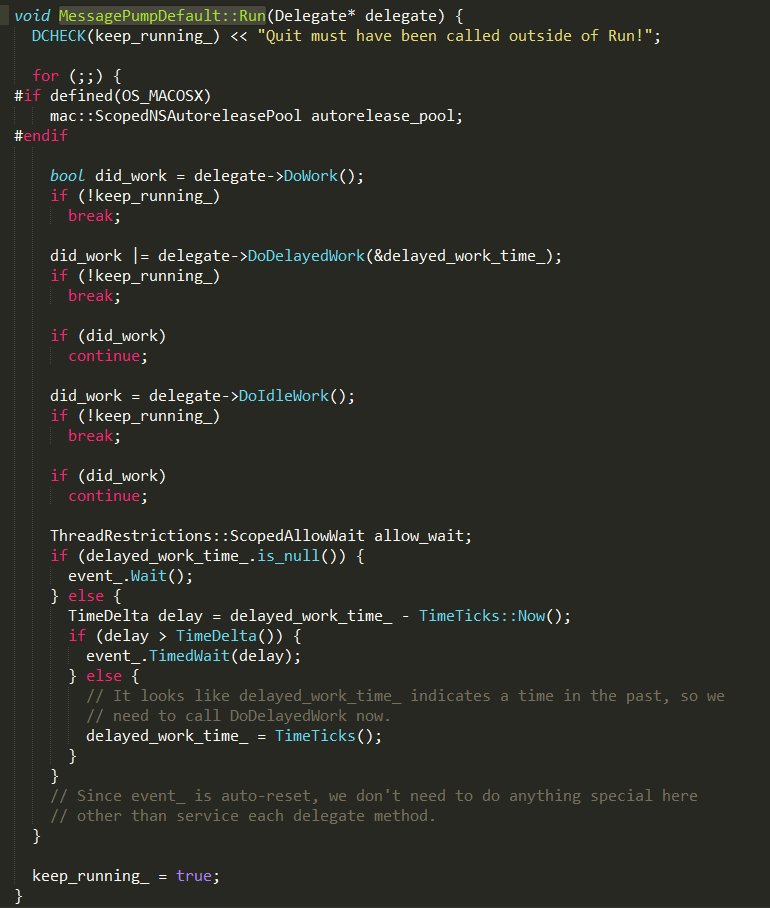 void MessagePumpDefault::Run(Delegate* delegate) {
  DCHECK(keep_running_) << "Quit must have been called outside of Run!";

  for (;;) {
#if defined(OS_MACOSX)
    mac::ScopedNSAutoreleasePool autorelease_pool;
#endif

    bool did_work = delegate->DoWork();
    if (!keep_running_)
      break;

    did_work |= delegate->DoDelayedWork(&delayed_work_time_);
    if (!keep_running_)
      break;

    if (did_work)
      continue;

    did_work = delegate->DoIdleWork();
    if (!keep_running_)
      break;

    if (did_work)
      continue;

    ThreadRestrictions::ScopedAllowWait allow_wait;
    if (delayed_work_time_.is_null()) {
      event_.Wait();
    } else {
      TimeDelta delay = delayed_work_time_ - TimeTicks::Now();
      if (delay > TimeDelta()) {
        event_.TimedWait(delay);
      } else {
        // It looks like delayed_work_time_ indicates a time in the past, so we
        // need to call DoDelayedWork now.
        delayed_work_time_ = TimeTicks();
      }
    }
    // Since event_ is auto-reset, we don't need to do anything special here
    // other than service each delegate method.
  }

  keep_running_ = true;
}